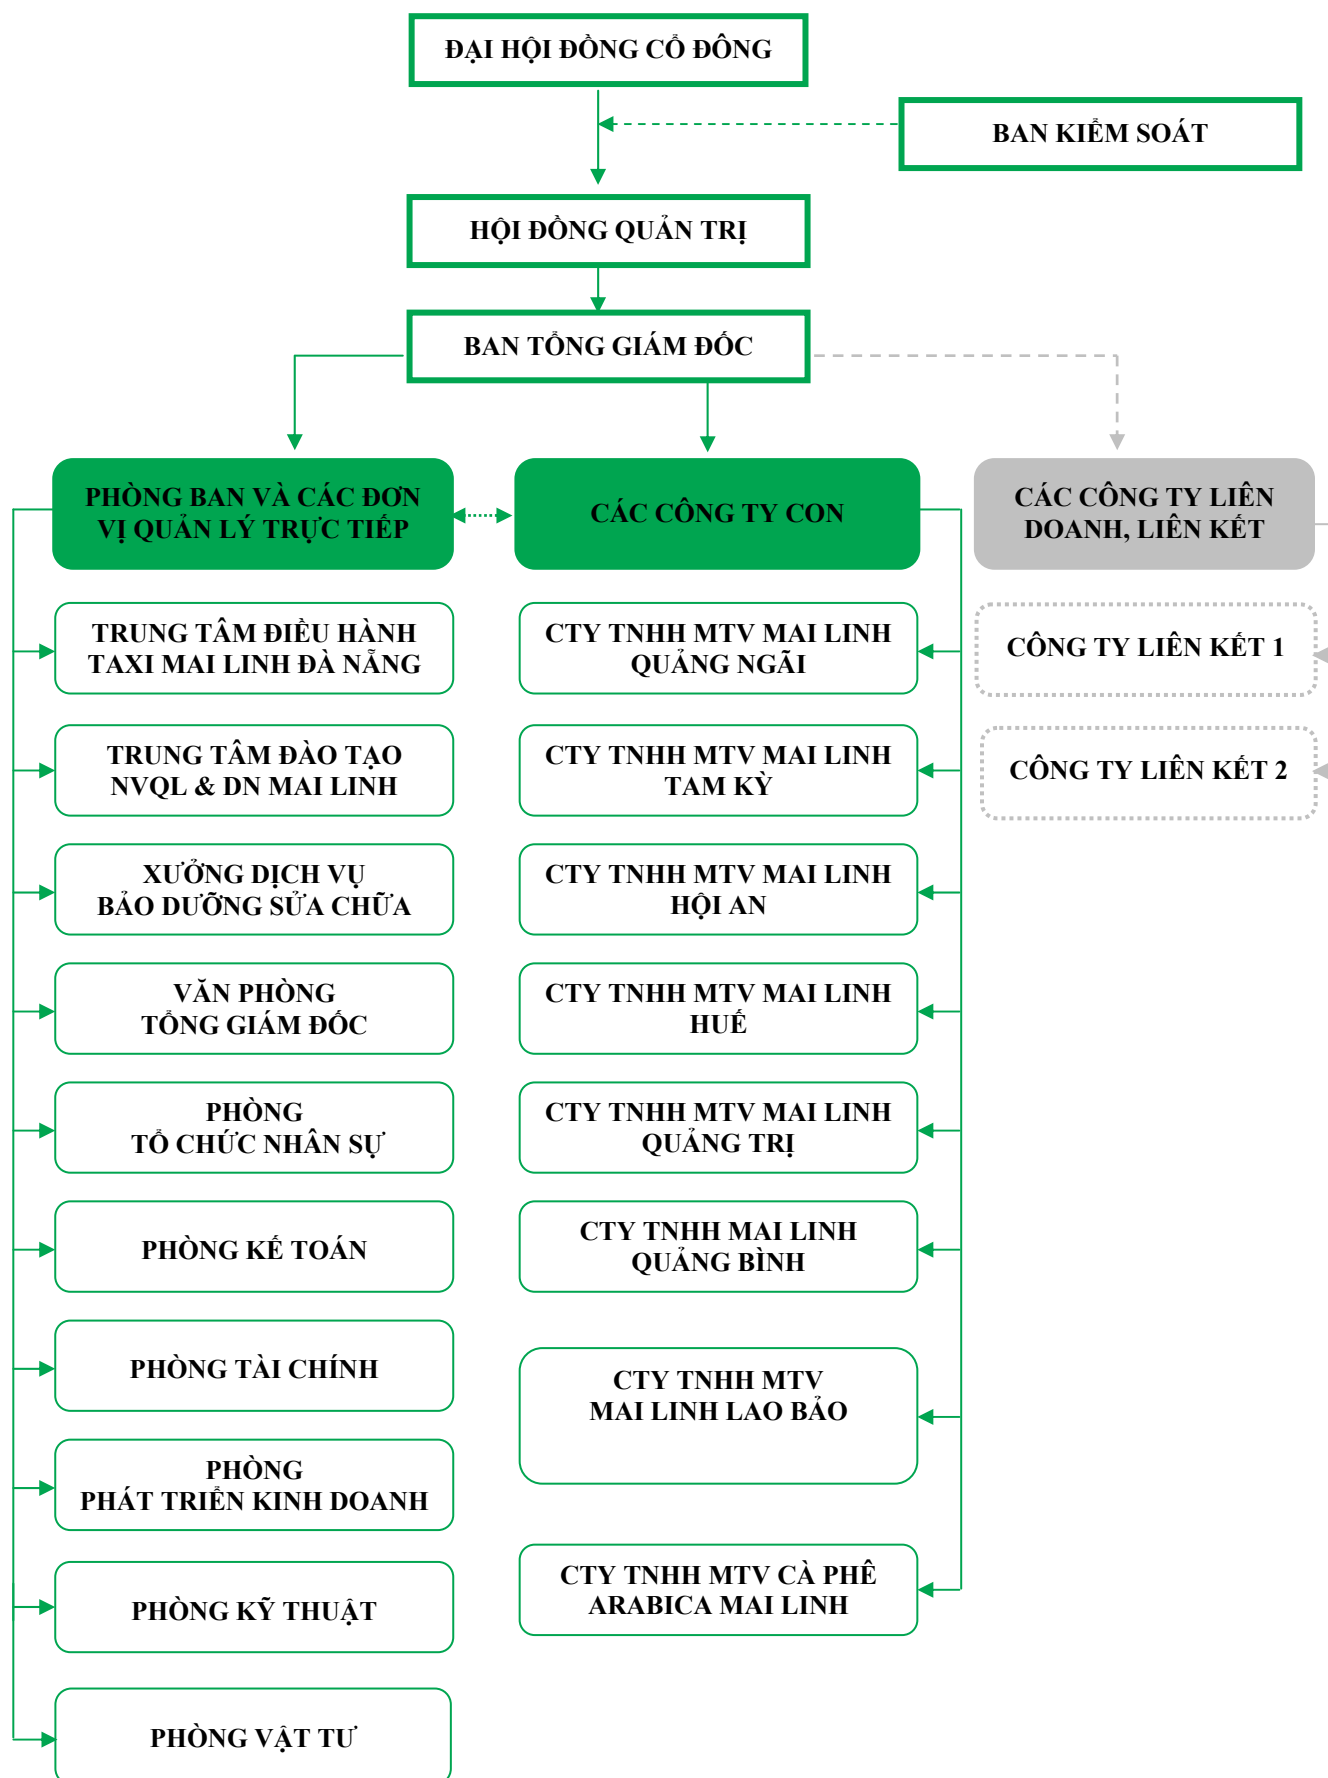 ĐẠI HỘI ĐỒNG CỔ ĐÔNG
BAN KIỂM SOÁT
HỘI ĐỒNG QUẢN TRỊ
BAN TỔNG GIÁM ĐỐC
PHÒNG BAN VÀ CÁC ĐƠN
VỊ QUẢN LÝ TRỰC TIẾP
CÁC CÔNG TY CON
CÁC CÔNG TY LIÊN
DOANH, LIÊN KẾT
TRUNG TÂM ĐIỀU HÀNH
TAXI MAI LINH ĐÀ NẴNG
TRUNG TÂM ĐÀO TẠO
NVQL & DN MAI LINH
XƯỞNG DỊCH VỤ
BẢO DƯỠNG SỬA CHỮA
VĂN PHÒNG
TỔNG GIÁM ĐỐC
PHÒNG
TỔ CHỨC NHÂN SỰ
PHÒNG KẾ TOÁN
PHÒNG TÀI CHÍNH
PHÒNG
PHÁT TRIỂN KINH DOANH
PHÒNG KỸ THUẬT
PHÒNG VẬT TƯ
CTY TNHH MTV MAI LINH
QUẢNG NGÃI
CTY TNHH MTV MAI LINH
TAM KỲ
CTY TNHH MTV MAI LINH
HỘI AN
CTY TNHH MTV MAI LINH
HUẾ
CTY TNHH MTV MAI LINH
QUẢNG TRỊ
CTY TNHH MAI LINH
QUẢNG BÌNH
CTY TNHH MTV
MAI LINH LAO BẢO
CTY TNHH MTV CÀ PHÊ
ARABICA MAI LINH
CÔNG TY LIÊN KẾT 1
CÔNG TY LIÊN KẾT 2